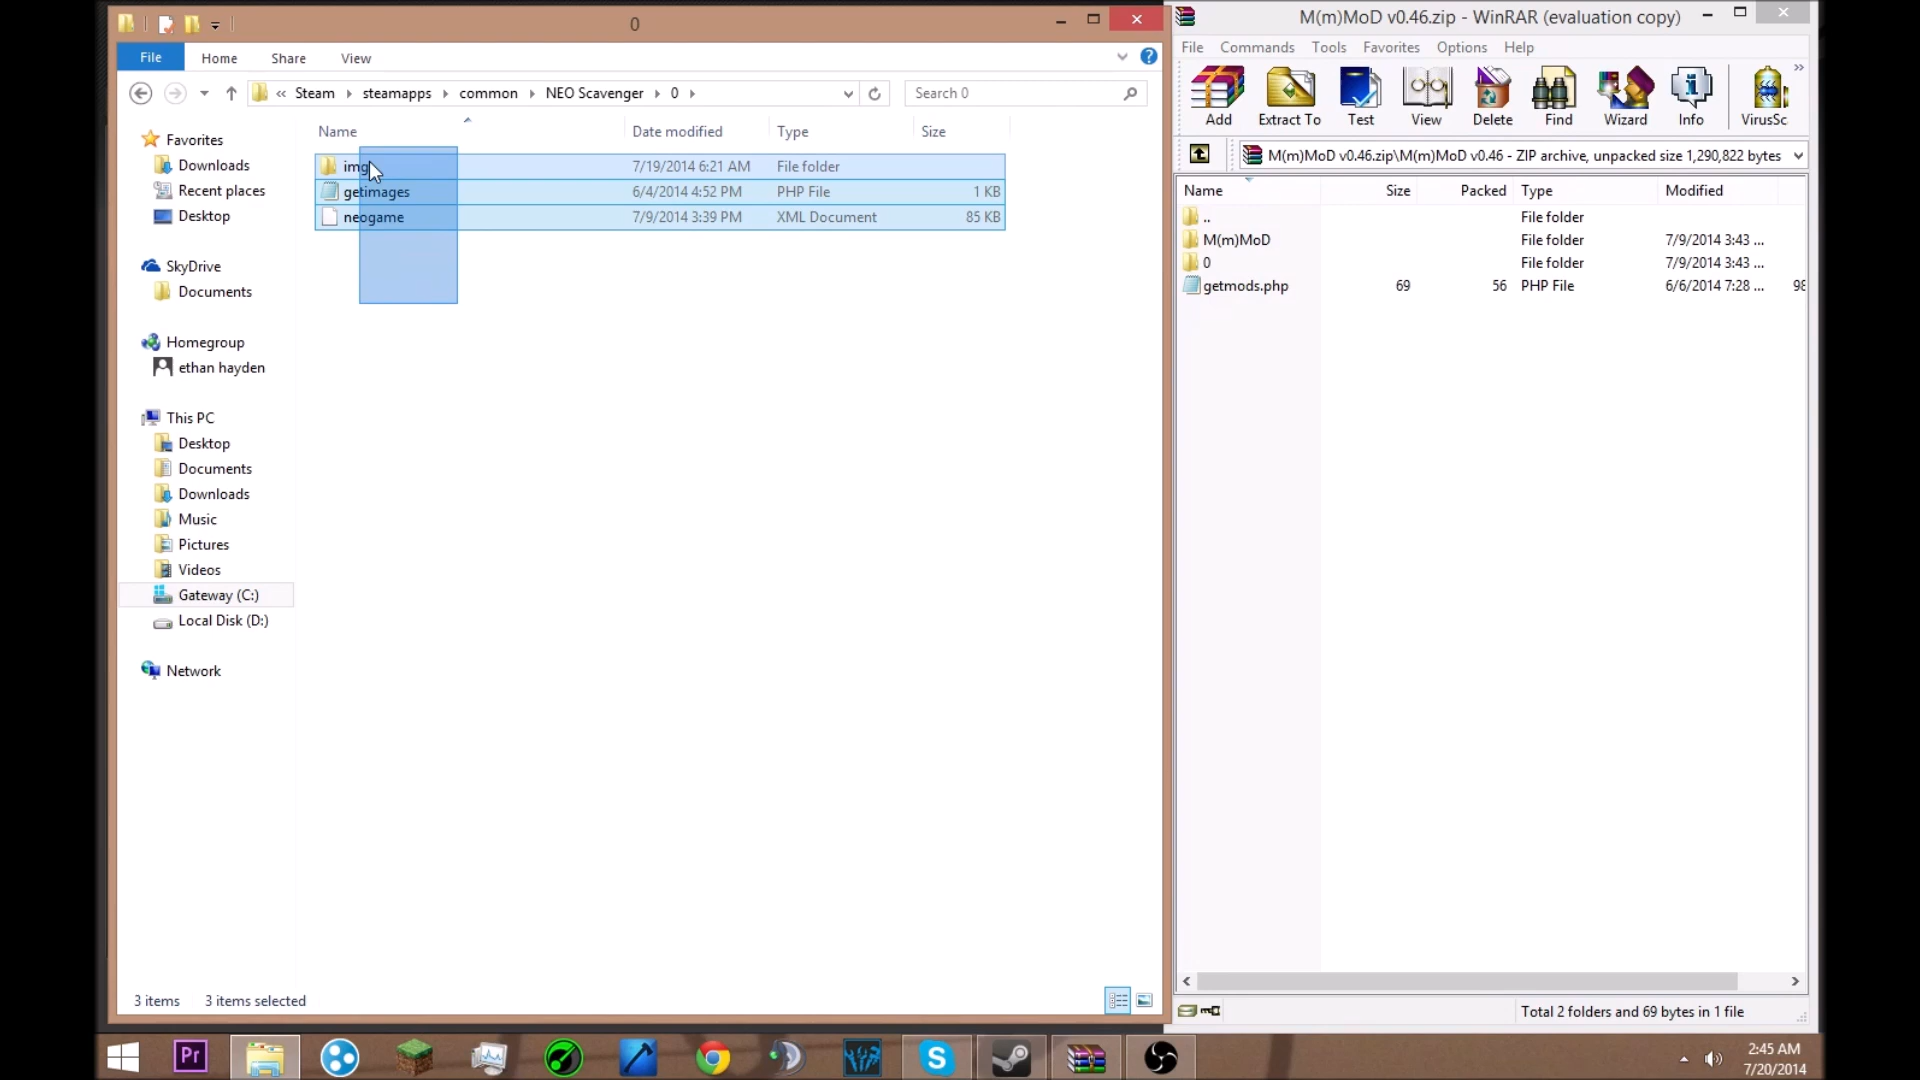 0
File Home Share View
« Steam steamapps common NEO Scavenger 0
Search 0
Name Date modified Type Size
img 7/19/2014 6:21 AM File folder
getimages 6/4/2014 4:52 PM PHP File 1 KB
neogame 7/9/2014 3:39 PM XML Document 85 KB
Favorites
Downloads
Recent places
Desktop
SkyDrive
Documents
Homegroup
ethan hayden
This PC
Desktop
Documents
Downloads
Music
Pictures
Videos
Gateway (C:)
Local Disk (D:)
Network
3 items 3 items selected
M(m)MoD v0.46.zip - WinRAR (evaluation copy)
File Commands Tools Favorites Options Help
Add Extract To Test View Delete Find Wizard Info VirusSc
M(m)MoD v0.46.zip\M(m)MoD v0.46 - ZIP archive, unpacked size 1,290,822 bytes
Name Size Packed Type Modified
.. File folder
M(m)MoD File folder 7/9/2014 3:43 ...
0 File folder 7/9/2014 3:43 ...
getmods.php 69 56 PHP File 6/6/2014 7:28 ... 98
Total 2 folders and 69 bytes in 1 file
Pr
2:45 AM
7/20/2014